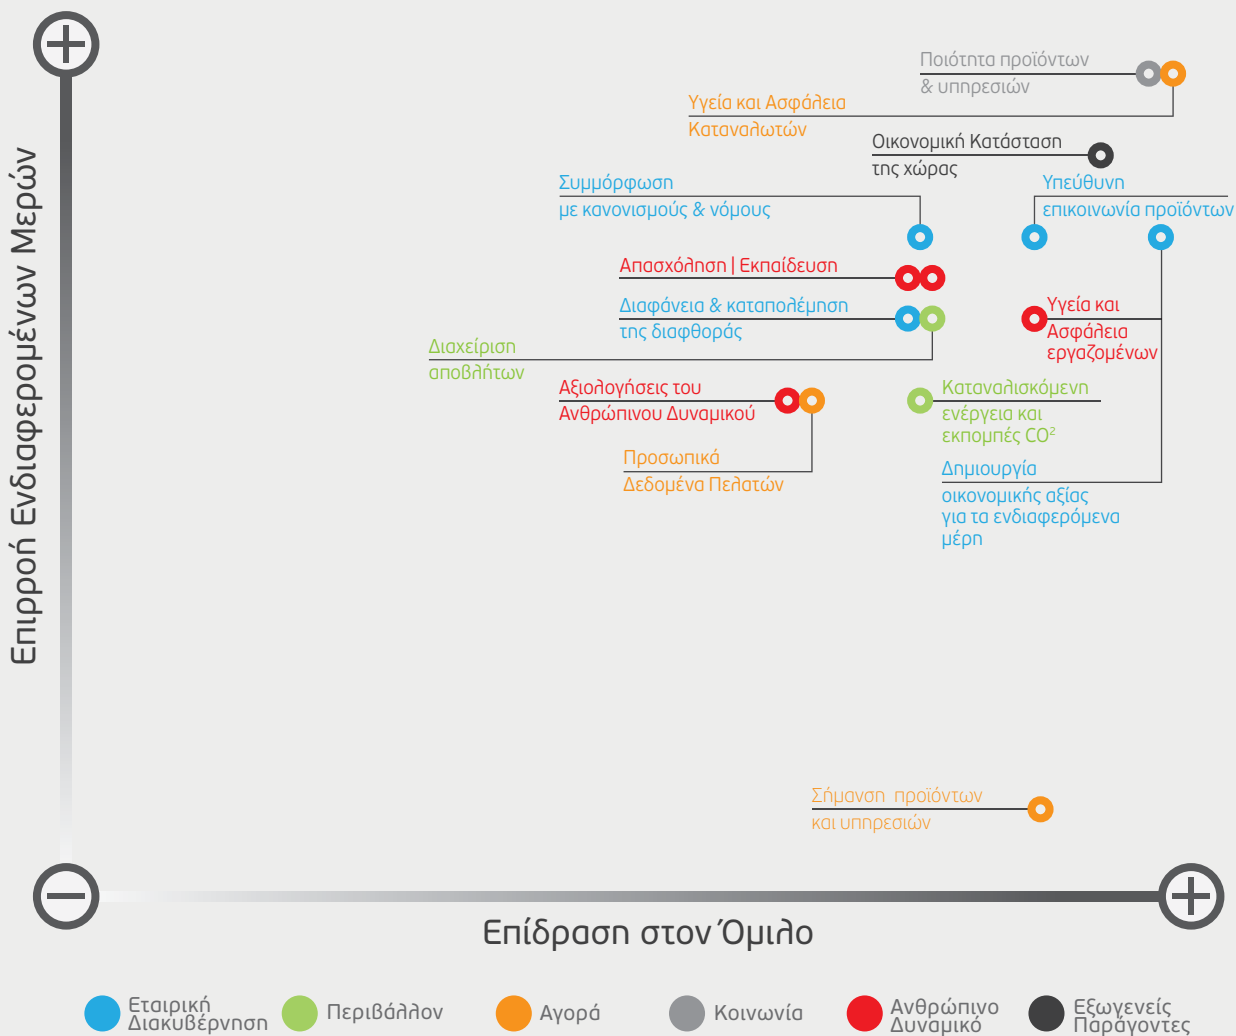 Ποιότητα προϊόντων
& υπηρεσιών
Υγεία και Ασφάλεια
Καταναλωτών
Οικονομική Κατάσταση
της χώρας
Συμμόρφωση
με κανονισμούς & νόμους
Υπεύθυνη
επικοινωνία προϊόντων
Απασχόληση | Εκπαίδευση
Διαφάνεια & καταπολέμηση
της διαφθοράς
Υγεία και
Ασφάλεια
εργαζομένων
Διαχείριση
αποβλήτων
Αξιολογήσεις του
Ανθρώπινου Δυναμικού
Καταναλισκόμενη
ενέργεια και
εκπομπές CO²
Προσωπικά
Δεδομένα Πελατών
Δημιουργία
οικονομικής αξίας
για τα ενδιαφερόμενα
μέρη
Σήμανση προϊόντων
και υπηρεσιών
Επιρροή Ενδιαφερομένων Μερών
Επίδραση στον Όμιλο
Εταιρική
Διακυβέρνηση
Περιβάλλον
Αγορά
Κοινωνία
Ανθρώπινο
Δυναμικό
Εξωγενείς
Παράγοντες